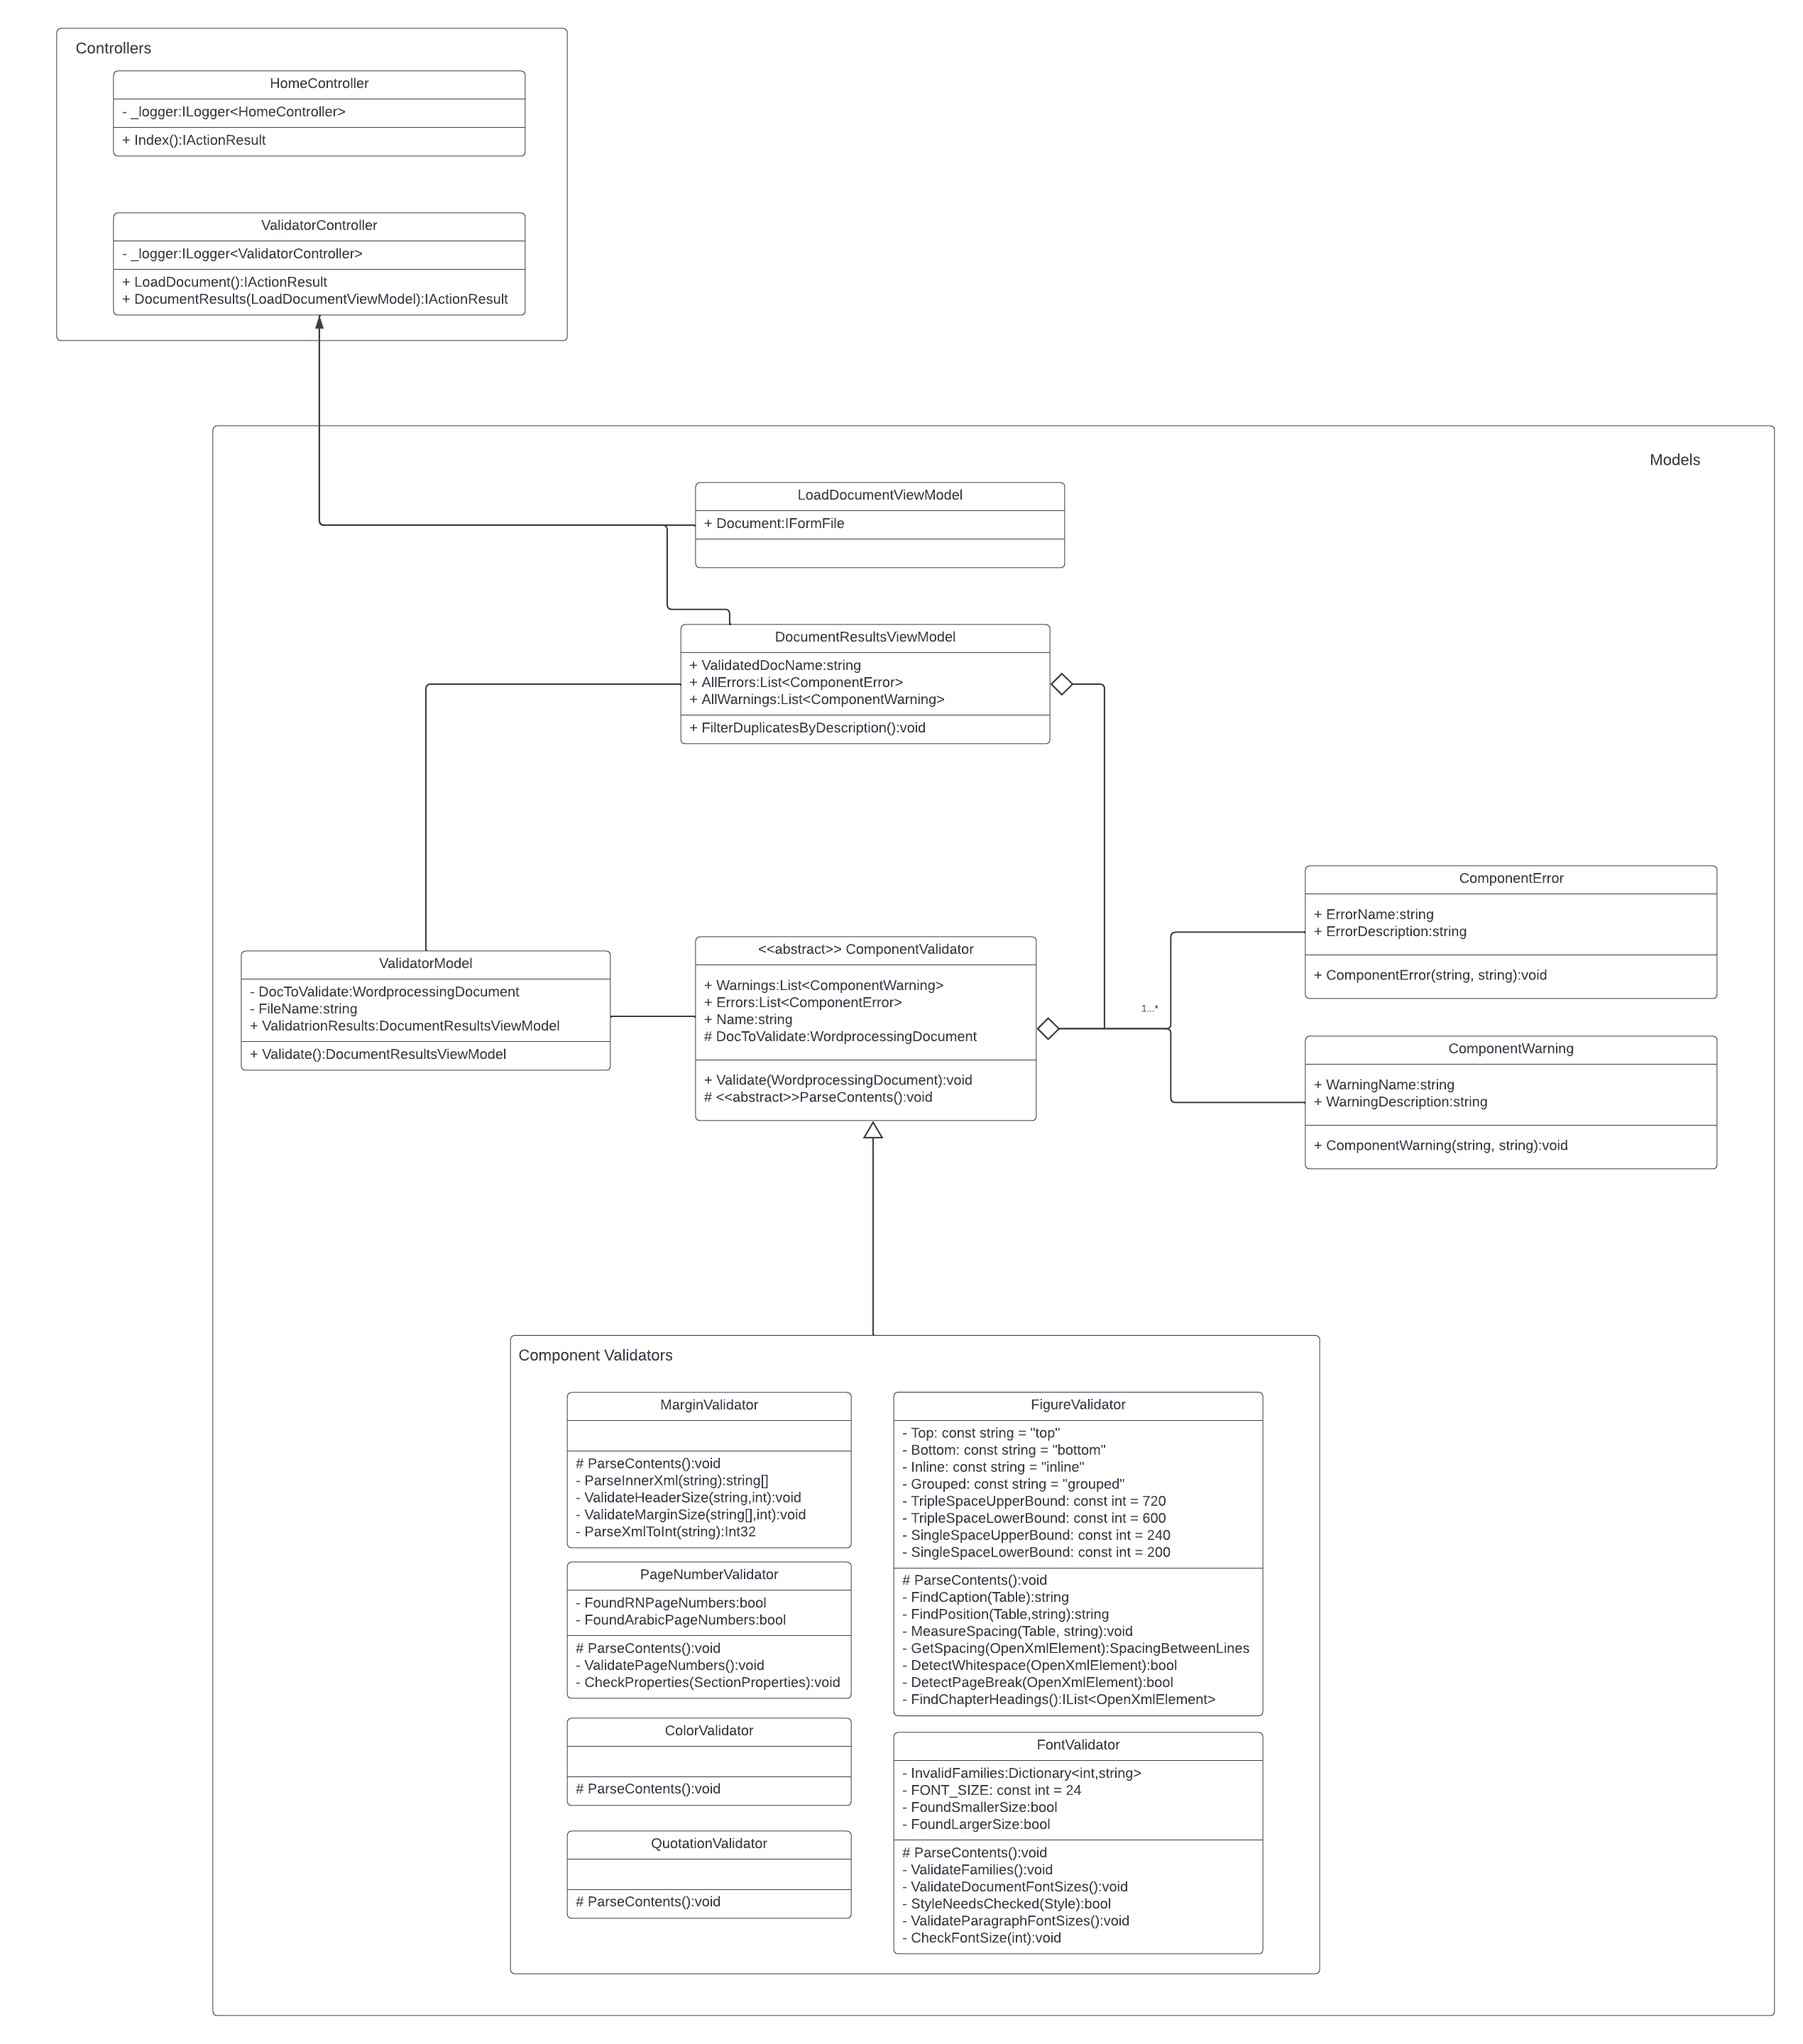 Controllers
HomeController
- _logger:ILogger<HomeController>
+ Index():IActionResult
ValidatorController
- _logger:ILogger<ValidatorController>
+ LoadDocument():IActionResult
+ DocumentResults(LoadDocumentViewModel):IActionResult
Models
LoadDocumentViewModel
+ Document:IFormFile
DocumentResultsViewModel
+ ValidatedDocName:string
+ AllErrors:List<ComponentError>
+ AllWarnings:List<ComponentWarning>
+ FilterDuplicatesByDescription():void
ValidatorModel
- DocToValidate:WordprocessingDocument
- FileName:string
+ ValidatrionResults:DocumentResultsViewModel
+ Validate():DocumentResultsViewModel
<<abstract>> ComponentValidator
+ Warnings:List<ComponentWarning>
+ Errors:List<ComponentError>
+ Name:string
# DocToValidate:WordprocessingDocument
+ Validate(WordprocessingDocument):void
# <<abstract>>ParseContents():void
1...*
ComponentError
+ ErrorName:string
+ ErrorDescription:string
+ ComponentError(string, string):void
ComponentWarning
+ WarningName:string
+ WarningDescription:string
+ ComponentWarning(string, string):void
Component Validators
MarginValidator
# ParseContents():void
- ParseInnerXml(string):string[]
- ValidateHeaderSize(string,int):void
- ValidateMarginSize(string[],int):void
- ParseXmlToInt(string):Int32
PageNumberValidator
- FoundRNPageNumbers:bool
- FoundArabicPageNumbers:bool
# ParseContents():void
- ValidatePageNumbers():void
- CheckProperties(SectionProperties):void
ColorValidator
# ParseContents():void
QuotationValidator
# ParseContents():void
FigureValidator
- Top: const string = "top"
- Bottom: const string = "bottom"
- Inline: const string = "inline"
- Grouped: const string = "grouped"
- TripleSpaceUpperBound: const int = 720
- TripleSpaceLowerBound: const int = 600
- SingleSpaceUpperBound: const int = 240
- SingleSpaceLowerBound: const int = 200
# ParseContents():void
- FindCaption(Table):string
- FindPosition(Table,string):string
- MeasureSpacing(Table, string):void
- GetSpacing(OpenXmlElement):SpacingBetweenLines
- DetectWhitespace(OpenXmlElement):bool
- DetectPageBreak(OpenXmlElement):bool
- FindChapterHeadings():IList<OpenXmlElement>
FontValidator
- InvalidFamilies:Dictionary<int,string>
- FONT_SIZE: const int = 24
- FoundSmallerSize:bool
- FoundLargerSize:bool
# ParseContents():void
- ValidateFamilies():void
- ValidateDocumentFontSizes():void
- StyleNeedsChecked(Style):bool
- ValidateParagraphFontSizes():void
- CheckFontSize(int):void